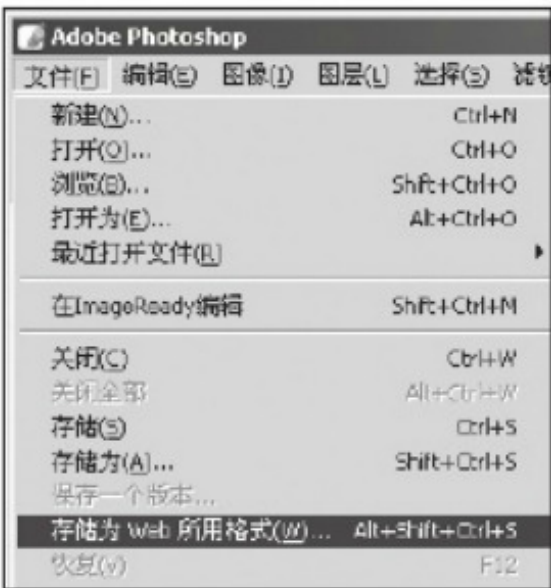 Adobe Photoshop
文件(F) 编辑(E) 图像(I) 图层(L) 选择(S) 滤镜
新建(N)... Ctrl+N
打开(O)... Ctrl+O
浏览(B)... Shift+Ctrl+O
打开为(E)... Alt+Ctrl+O
最近打开文件(R)
在ImageReady编辑 Shift+Ctrl+M
关闭(C) Ctrl+W
关闭全部 Alt+Ctrl+W
存储(S) Ctrl+S
存储为(A)... Shift+Ctrl+S
保存一个版本...
存储为 Web 所用格式(W)... Alt+Shift+Ctrl+S
恢复(V) F12